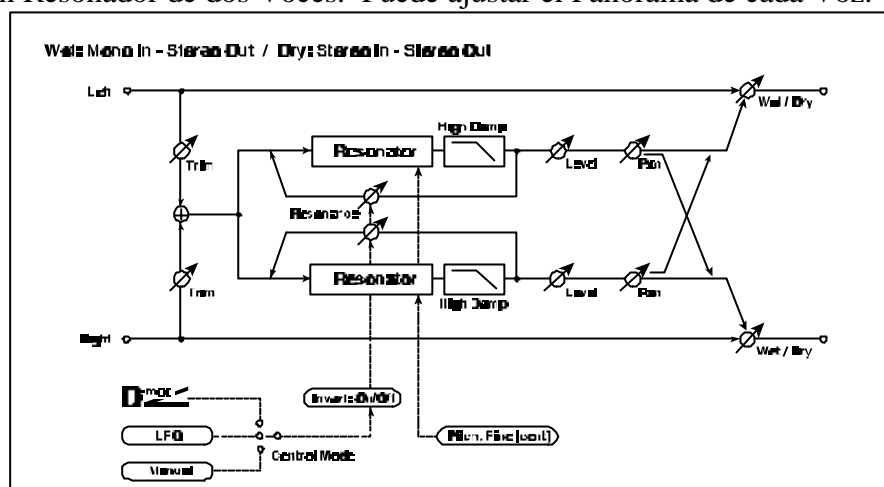 n Resonador de dos Voces. Puede ajustar el Panorama de cada Voz.
Wet: Mono In - Stereo Out / Dry: Stereo In - Stereo Out
Left
Wet / Dry
Trim
High Damp
Resonator
Level
Pan
Resonance
Resonator
Trim
High Damp
Level
Pan
Right
Wet / Dry
D-mod
Invert: On/Off
LFO
Pitch, Fine [cent]
Control Mode
Manual